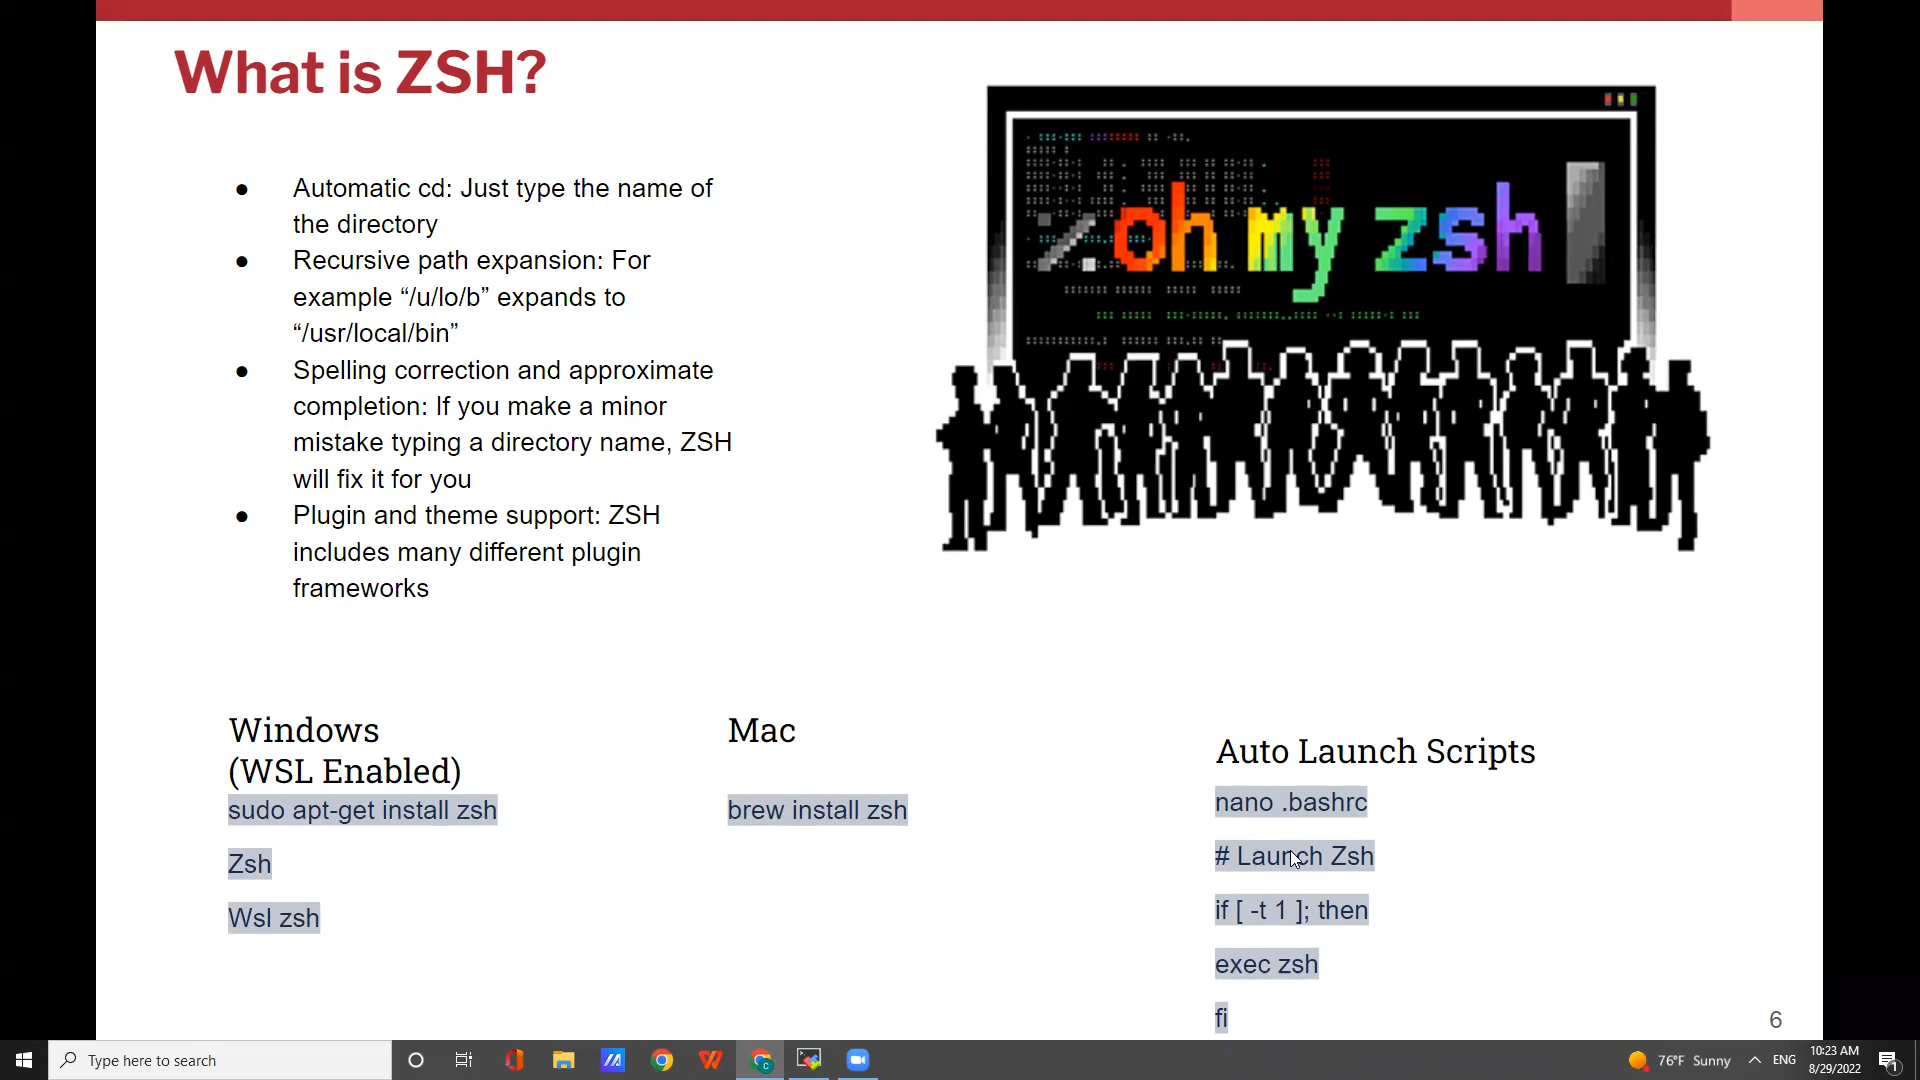 What is ZSH?
● Automatic cd: Just type the name of
the directory
● Recursive path expansion: For
example “/u/lo/b” expands to
“/usr/local/bin”
● Spelling correction and approximate
completion: If you make a minor
mistake typing a directory name, ZSH
will fix it for you
● Plugin and theme support: ZSH
includes many different plugin
frameworks
oh my zsh
Windows
(WSL Enabled)
sudo apt-get install zsh
Zsh
Wsl zsh
Mac
brew install zsh
Auto Launch Scripts
nano .bashrc
# Launch Zsh
if [ -t 1 ]; then
exec zsh
fi
6
Type here to search
76°F Sunny
ENG
10:23 AM
8/29/2022
1